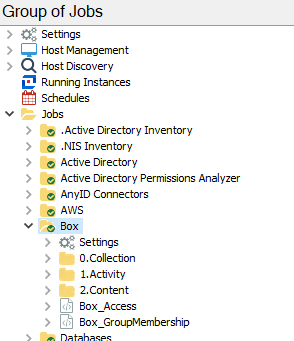 Group of Jobs
Settings
Host Management
Host Discovery
Running Instances
Schedules
Jobs
.Active Directory Inventory
.NIS Inventory
Active Directory
Active Directory Permissions Analyzer
AnyID Connectors
AWS
Box
Settings
0.Collection
1.Activity
2.Content
Box_Access
Box_GroupMembership
Databases